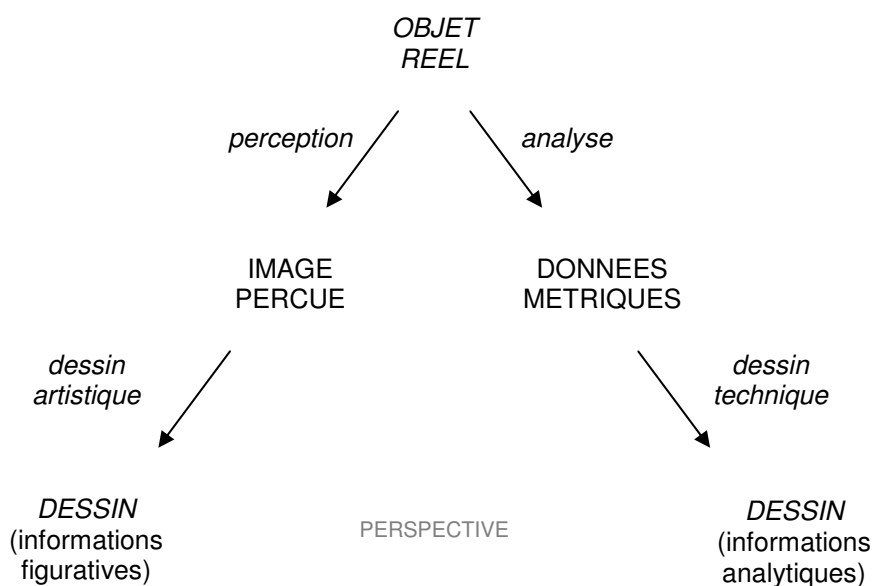 OBJET
REEL
perception
analyse
IMAGE
PERCUE
DONNEES
METRIQUES
dessin
artistique
dessin
technique
DESSIN
(informations
figuratives)
PERSPECTIVE
DESSIN
(informations
analytiques)